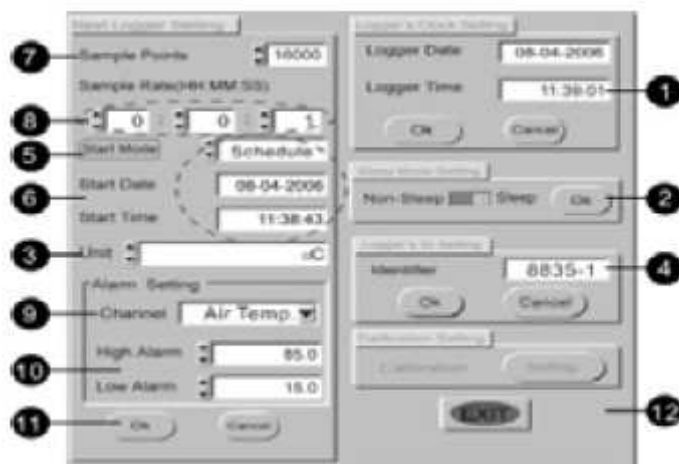 Next Logger Setting
7 Sample Points 16000
Sample Rate(HH:MM:SS)
8 0 : 0 : 1
5 Start Mode Schedule
6 Start Date 08-04-2006
Start Time 11:38:43
3 Unit °C
Alarm Setting
9 Channel Air Temp
10 High Alarm 85.0
Low Alarm 15.0
11 Ok Cancel
Logger's Clock Setting
Logger Date 08-04-2006
Logger Time 11:39:01 1
Ok Cancel
Sleep Mode Setting
Non-Sleep Sleep Ok 2
Logger's ID Setting
Identifier 8835-1 4
Ok Cancel
Calibration Setting
Calibration Setting
EXIT 12